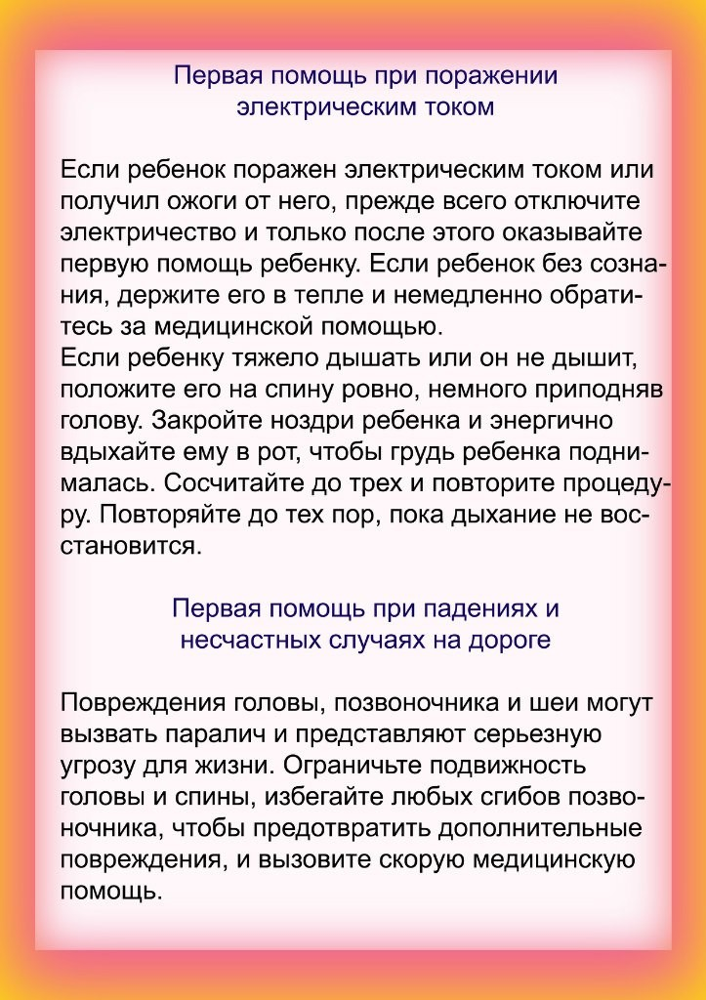 Первая помощь при поражении
электрическим током
Если ребенок поражен электрическим током или
получил ожоги от него, прежде всего отключите
электричество и только после этого оказывайте
первую помощь ребенку. Если ребенок без созна-
ния, держите его в тепле и немедленно обрати-
тесь за медицинской помощью.
Если ребенку тяжело дышать или он не дышит,
положите его на спину ровно, немного приподняв
голову. Закройте ноздри ребенка и энергично
вдыхайте ему в рот, чтобы грудь ребенка подни-
малась. Сосчитайте до трех и повторите процеду-
ру. Повторяйте до тех пор, пока дыхание не вос-
становится.
Первая помощь при падениях и
несчастных случаях на дороге
Повреждения головы, позвоночника и шеи могут
вызвать паралич и представляют серьезную
угрозу для жизни. Ограничьте подвижность
головы и спины, избегайте любых сгибов позво-
ночника, чтобы предотвратить дополнительные
повреждения, и вызовите скорую медицинскую
помощь.